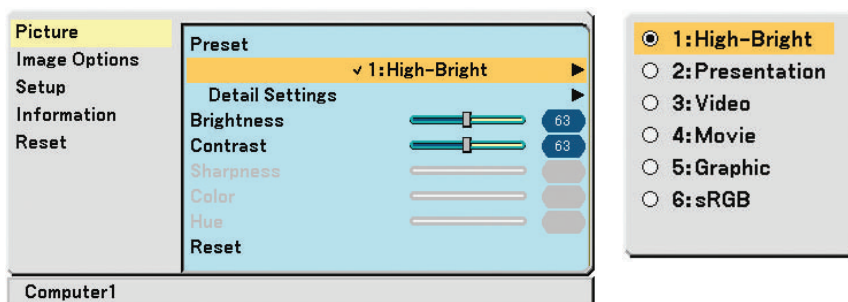 Picture
Image Options
Setup
Information
Reset
Preset
✓ 1:High-Bright
Detail Settings
Brightness 63
Contrast 63
Sharpness
Color
Hue
Reset
Computer1
1:High-Bright
2:Presentation
3:Video
4:Movie
5:Graphic
6:sRGB